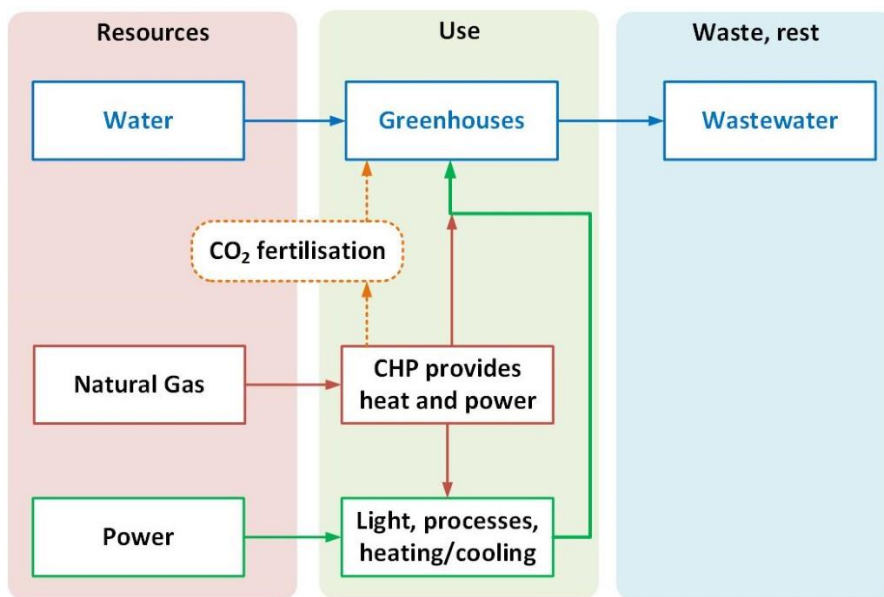 Resources
Use
Waste, rest
Water
Greenhouses
Wastewater
CO₂ fertilisation
Natural Gas
CHP provides
heat and power
Power
Light, processes,
heating/cooling